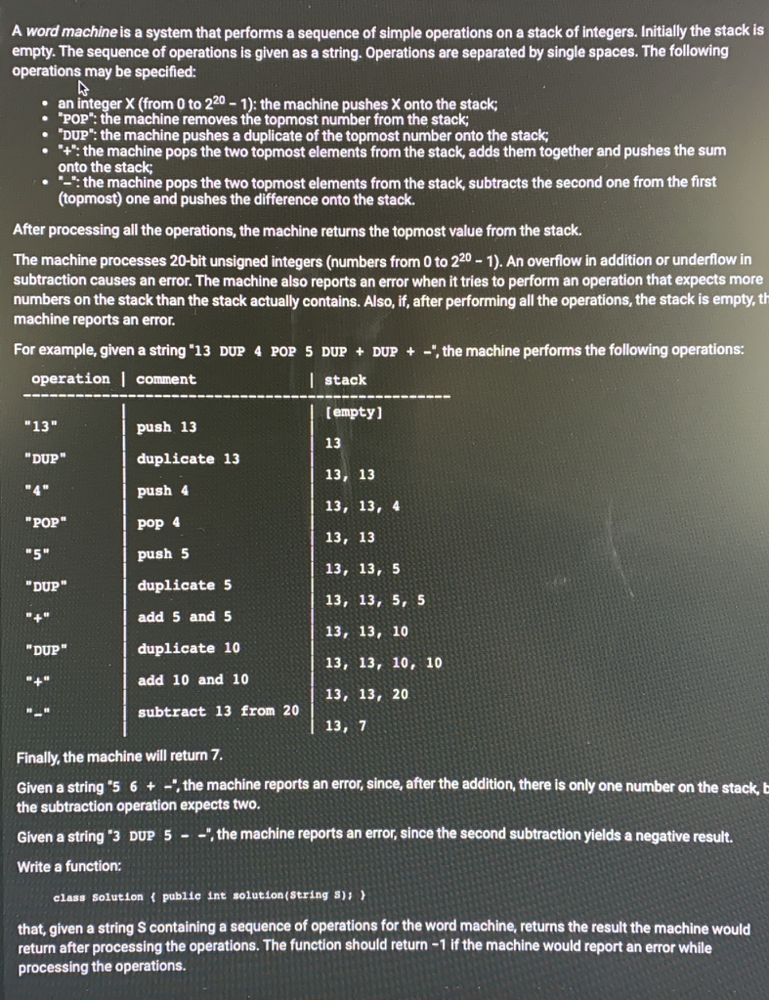 A word machine is a system that performs a sequence of simple operations on a stack of integers. Initially the stack is
empty. The sequence of operations is given as a string. Operations are separated by single spaces. The following
operations may be specified:
• an integer X (from 0 to 2²⁰ − 1): the machine pushes X onto the stack;
• "POP": the machine removes the topmost number from the stack;
• "DUP": the machine pushes a duplicate of the topmost number onto the stack;
• "+": the machine pops the two topmost elements from the stack, adds them together and pushes the sum
onto the stack;
• "−": the machine pops the two topmost elements from the stack, subtracts the second one from the first
(topmost) one and pushes the difference onto the stack.
After processing all the operations, the machine returns the topmost value from the stack.
The machine processes 20-bit unsigned integers (numbers from 0 to 2²⁰ − 1). An overflow in addition or underflow in
subtraction causes an error. The machine also reports an error when it tries to perform an operation that expects more
numbers on the stack than the stack actually contains. Also, if, after performing all the operations, the stack is empty,
machine reports an error.
For example, given a string "13 DUP 4 POP 5 DUP + DUP + −", the machine performs the following operations:
operation | comment | stack
[empty]
"13" push 13
13
"DUP" duplicate 13
13, 13
"4" push 4
13, 13, 4
"POP" pop 4
13, 13
"5" push 5
13, 13, 5
"DUP" duplicate 5
13, 13, 5, 5
"+" add 5 and 5
13, 13, 10
"DUP" duplicate 10
13, 13, 10, 10
"+" add 10 and 10
13, 13, 20
"−" subtract 13 from 20
13, 7
Finally, the machine will return 7.
Given a string "5 6 + −", the machine reports an error, since, after the addition, there is only one number on the stack,
the subtraction operation expects two.
Given a string "3 DUP 5 − −", the machine reports an error, since the second subtraction yields a negative result.
Write a function:
class Solution { public int solution(String S); }
that, given a string S containing a sequence of operations for the word machine, returns the result the machine would
return after processing the operations. The function should return −1 if the machine would report an error while
processing the operations.